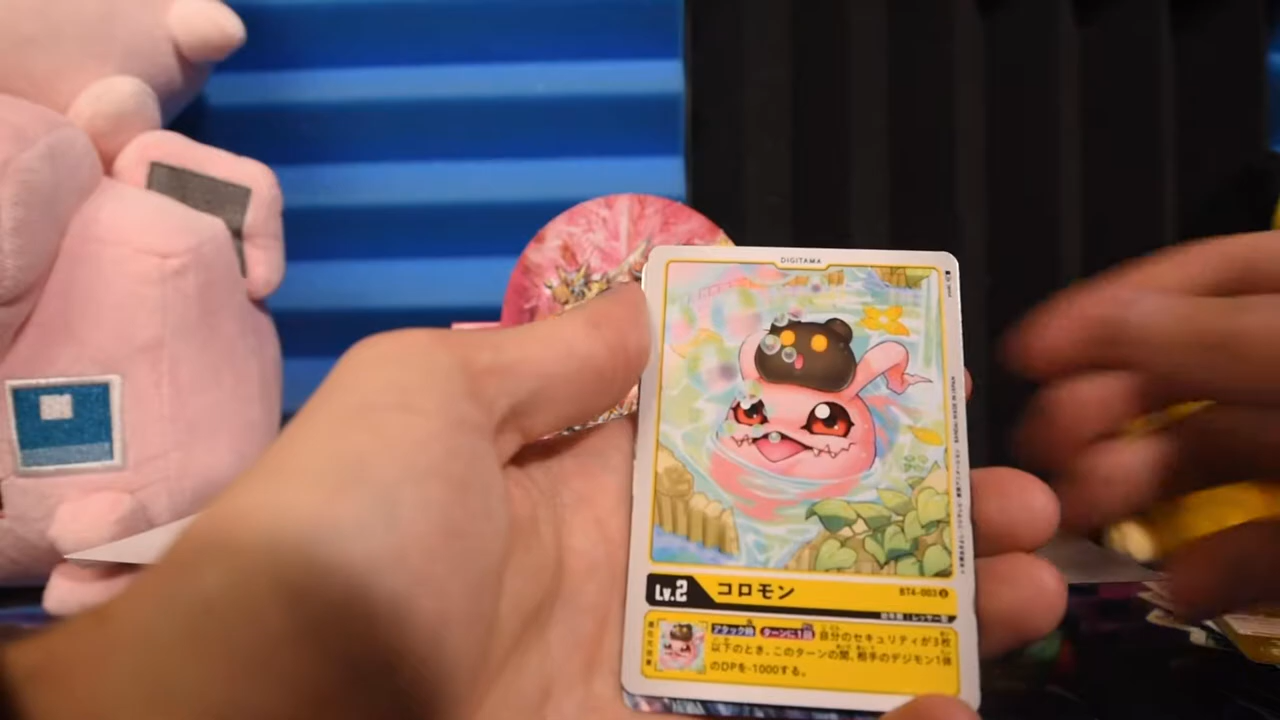 DIGITAMA
Lv.2 コロモン BT4-003 U
アタック時 ターンに1回 自分のセキュリティが3枚
以下のとき、このターンの間、相手のデジモン1体
のDPを-1000する。